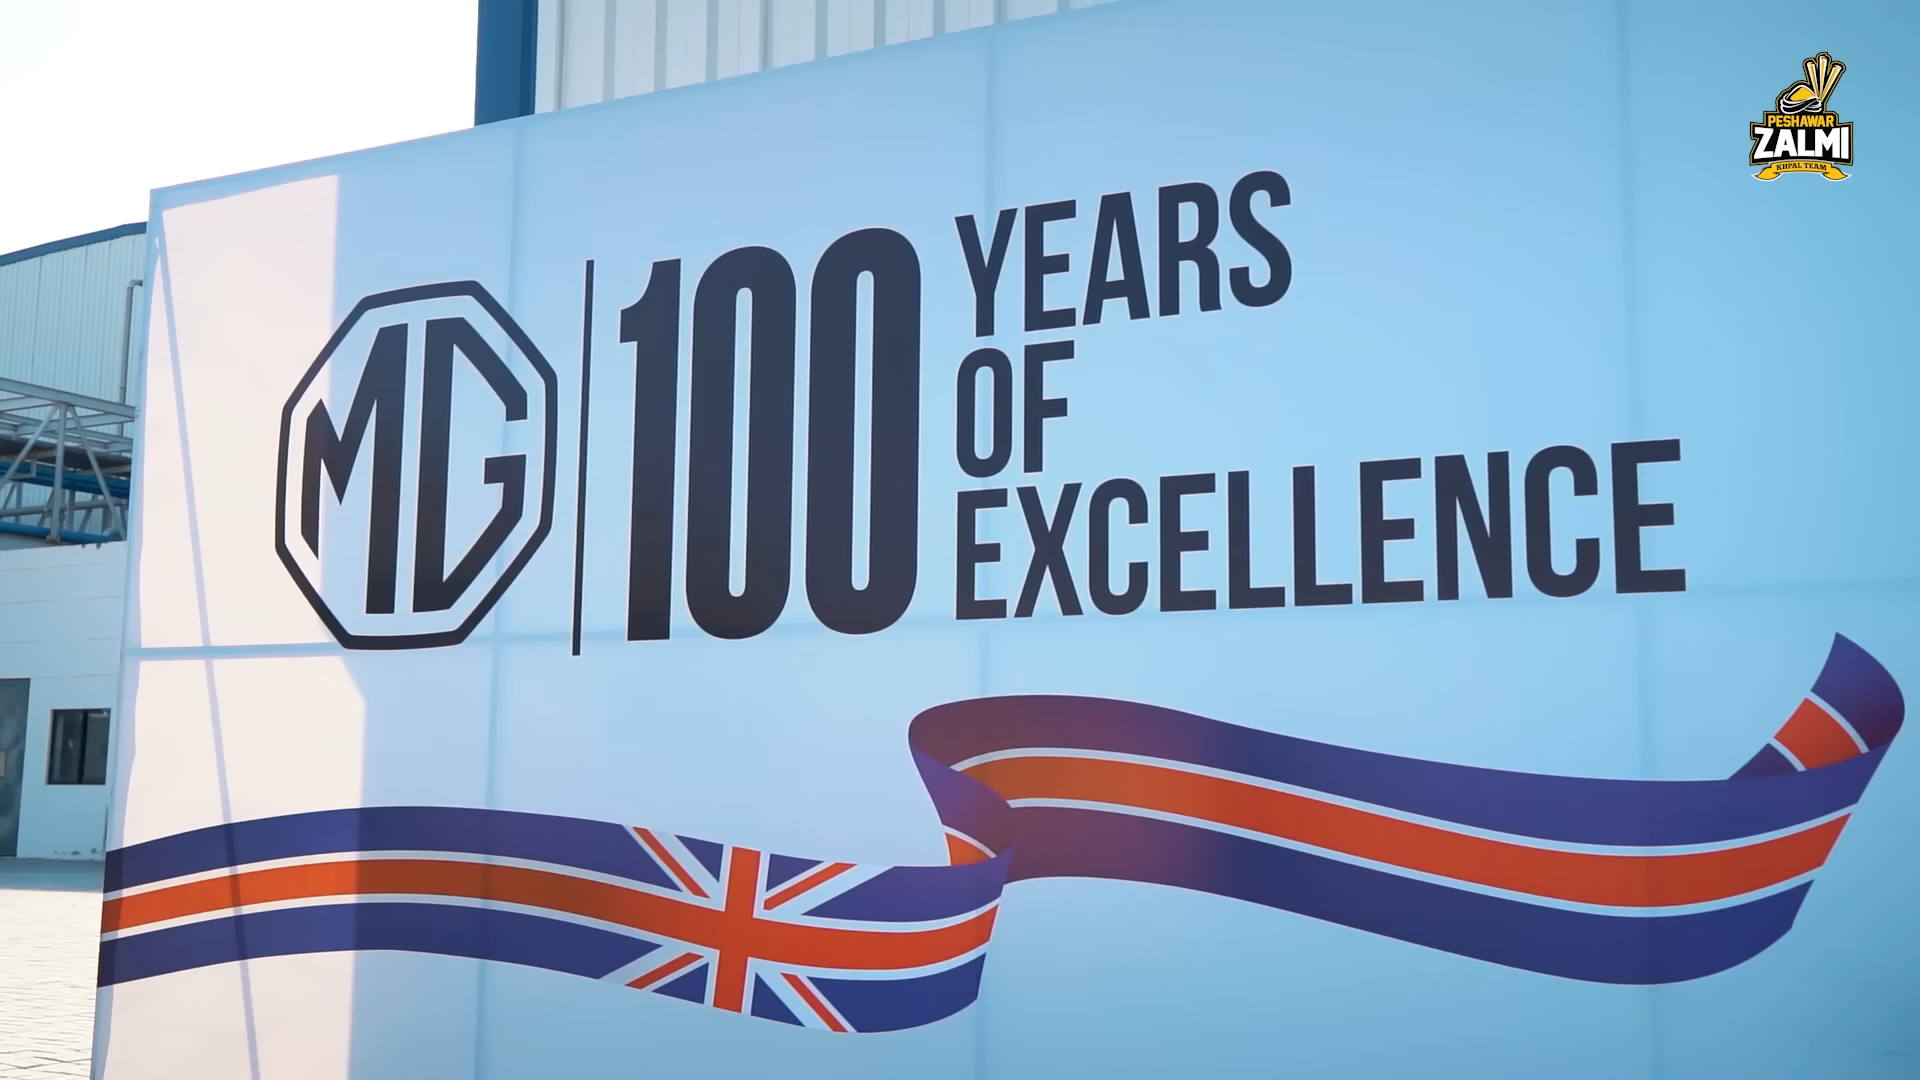 MG
100
YEARS
OF
EXCELLENCE
PESHAWAR
ZALMI
KHPAL TEAM